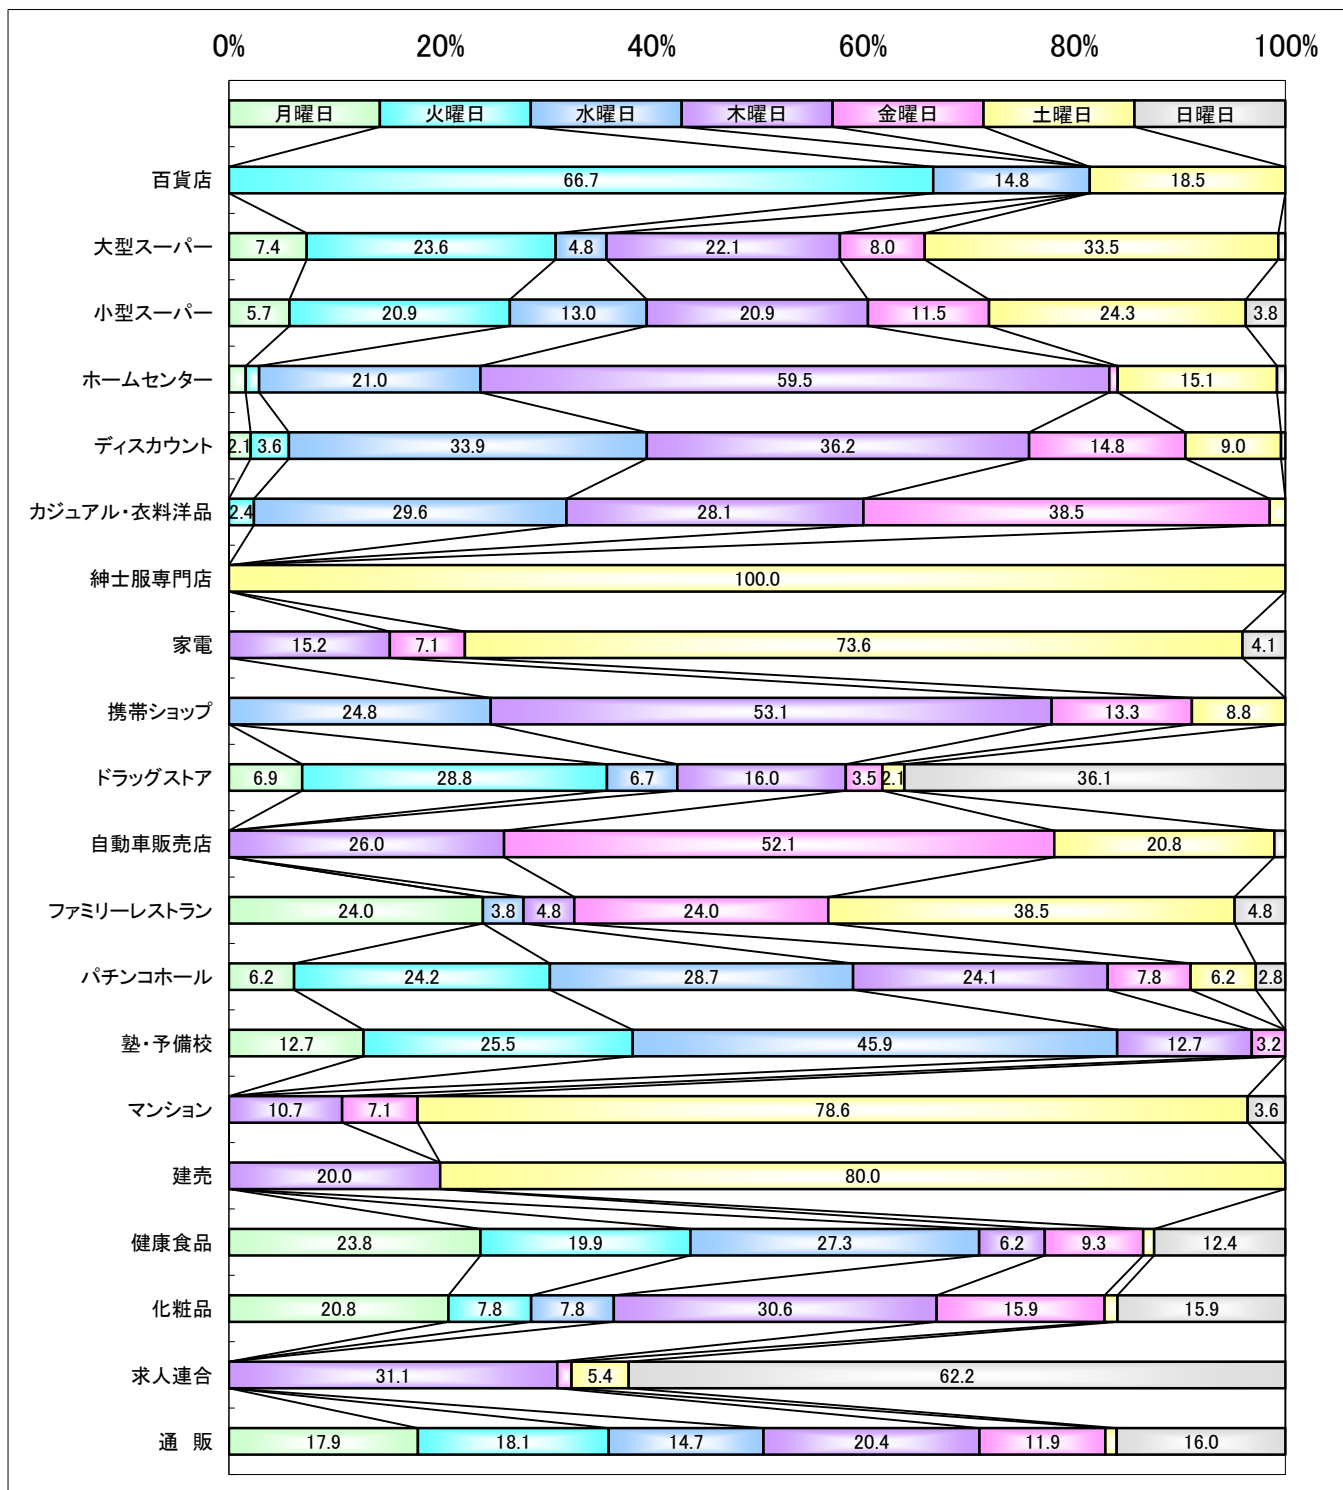 0% 20% 40% 60% 80% 100%
月曜日 火曜日 水曜日 木曜日 金曜日 土曜日 日曜日
百貨店 66.7 14.8 18.5
大型スーパー 7.4 23.6 4.8 22.1 8.0 33.5
小型スーパー 5.7 20.9 13.0 20.9 11.5 24.3 3.8
ホームセンター 21.0 59.5 15.1
ディスカウント 2.1 3.6 33.9 36.2 14.8 9.0
カジュアル・衣料洋品 2.4 29.6 28.1 38.5
紳士服専門店 100.0
家電 15.2 7.1 73.6 4.1
携帯ショップ 24.8 53.1 13.3 8.8
ドラッグストア 6.9 28.8 6.7 16.0 3.5 2.1 36.1
自動車販売店 26.0 52.1 20.8
ファミリーレストラン 24.0 3.8 4.8 24.0 38.5 4.8
パチンコホール 6.2 24.2 28.7 24.1 7.8 6.2 2.8
塾・予備校 12.7 25.5 45.9 12.7 3.2
マンション 10.7 7.1 78.6 3.6
建売 20.0 80.0
健康食品 23.8 19.9 27.3 6.2 9.3 12.4
化粧品 20.8 7.8 7.8 30.6 15.9 15.9
求人連合 31.1 5.4 62.2
通 販 17.9 18.1 14.7 20.4 11.9 16.0